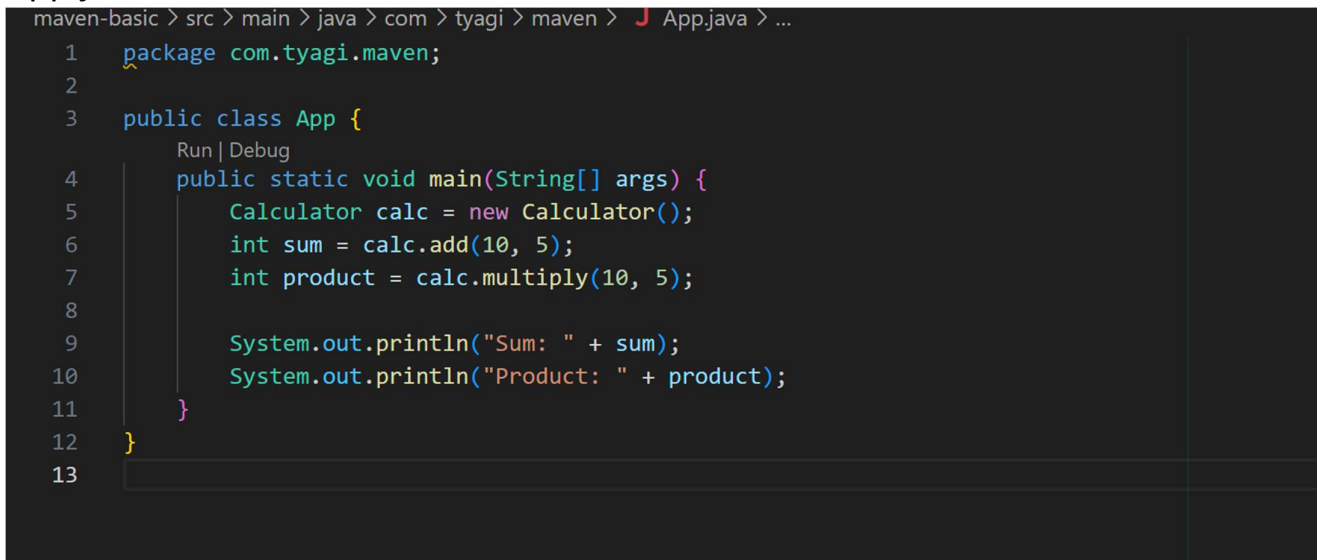 maven-basic > src > main > java > com > tyagi > maven > J App.java > ...
1 package com.tyagi.maven;
2
3 public class App {
Run | Debug
4 public static void main(String[] args) {
5 Calculator calc = new Calculator();
6 int sum = calc.add(10, 5);
7 int product = calc.multiply(10, 5);
8
9 System.out.println("Sum: " + sum);
10 System.out.println("Product: " + product);
11 }
12 }
13